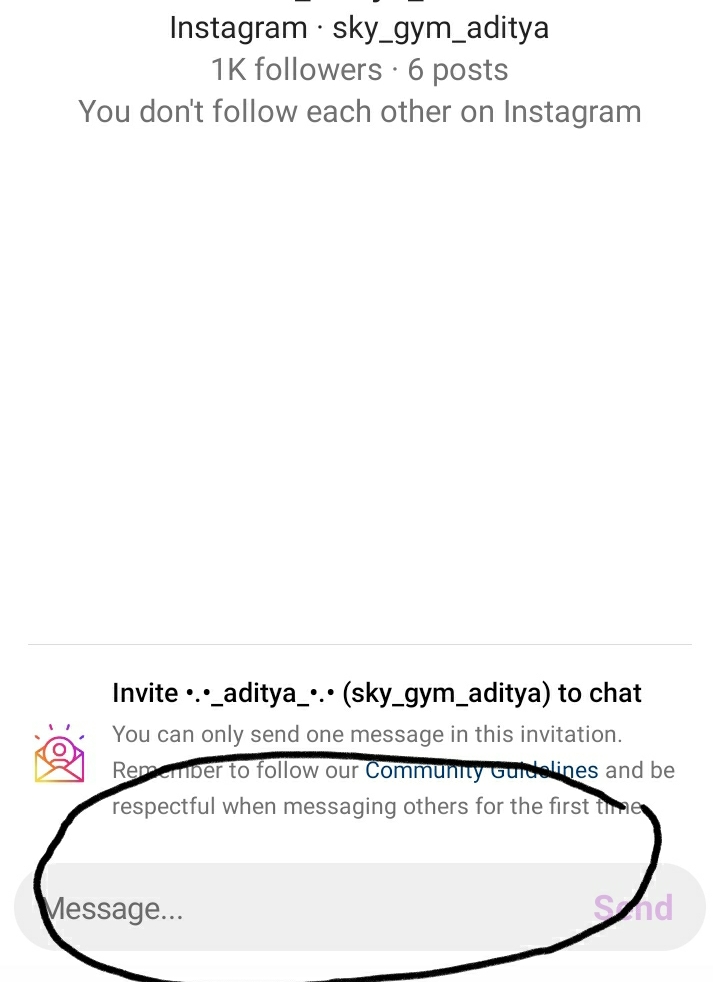 Instagram · sky_gym_aditya
1K followers · 6 posts
You don't follow each other on Instagram
Invite •.•_aditya_•.• (sky_gym_aditya) to chat
You can only send one message in this invitation.
Remember to follow our Community Guidelines and be
respectful when messaging others for the first time.
Message...
Send